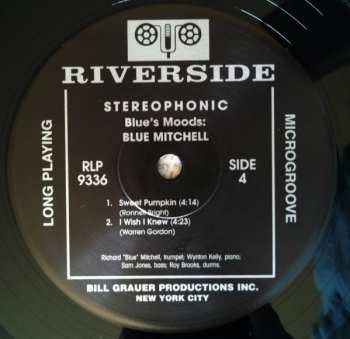 RIVERSIDE
STEREOPHONIC
Blue's Moods:
BLUE MITCHELL
LONG PLAYING
RLP
9336
SIDE
4
MICROGROOVE
1. Sweet Pumpkin (4:14)
(Ronnell Bright)
2. I Wish I Knew (4:23)
(Warren Gordon)
Richard "Blue" Mitchell, trumpet; Wynton Kelly, piano;
Sam Jones, bass; Roy Brooks, durms.
BILL GRAUER PRODUCTIONS INC.
NEW YORK CITY